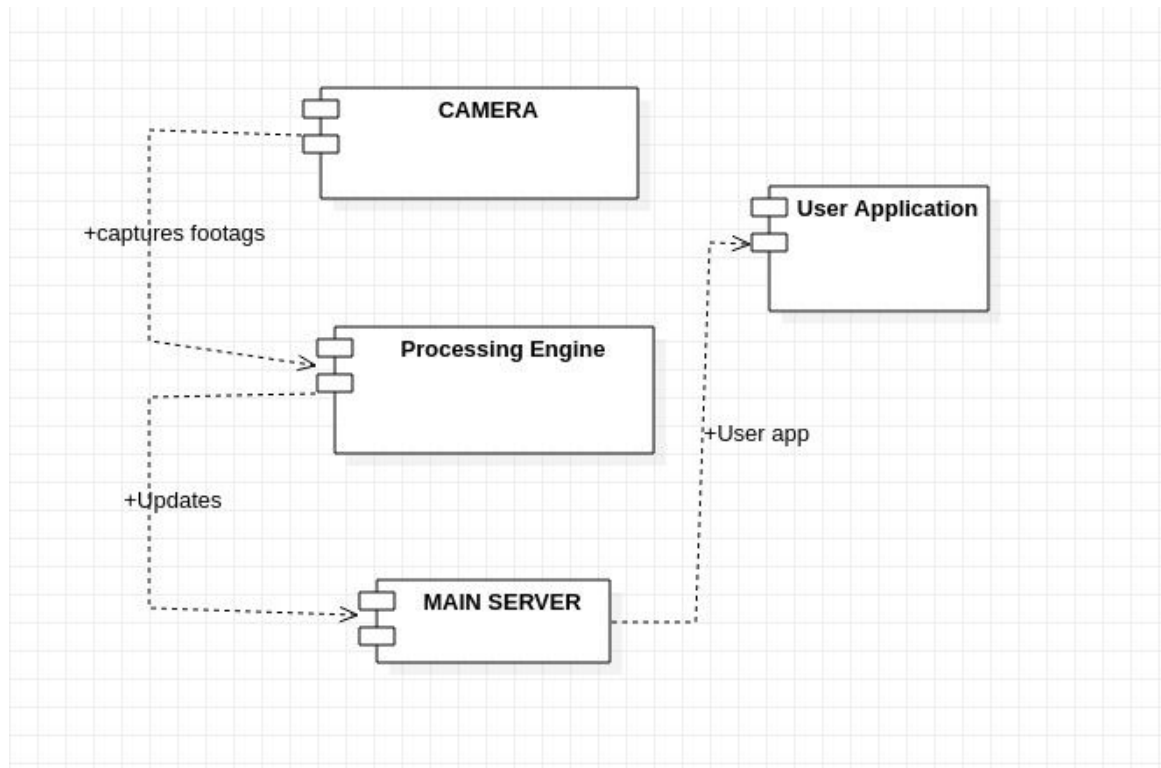 CAMERA
+captures footags
User Application
Processing Engine
+User app
+Updates
MAIN SERVER